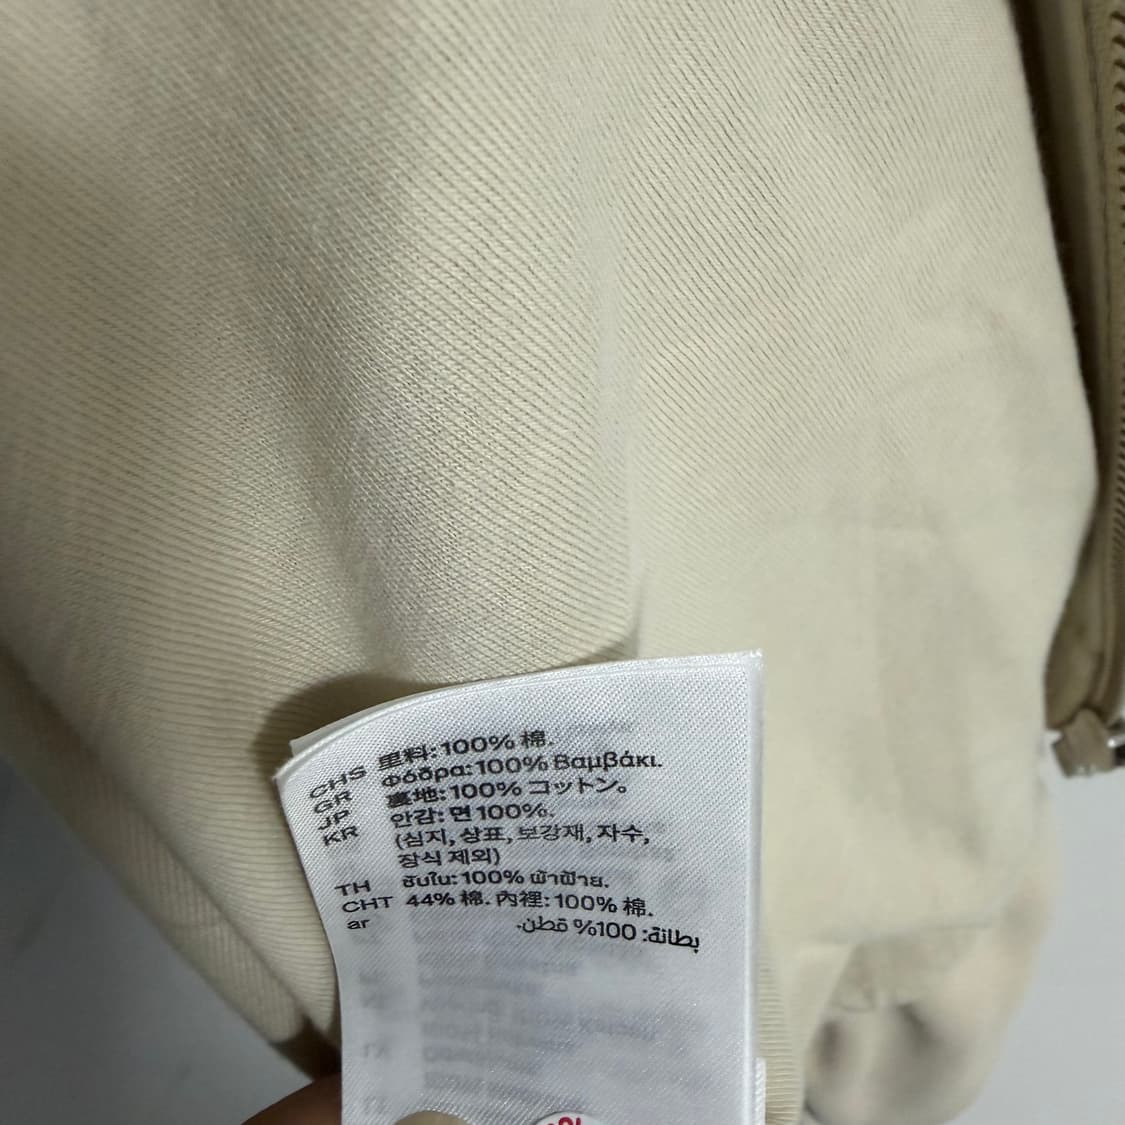 CHS 里料: 100% 棉.
GR Φόδρα: 100% Βαμβάκι.
JP 裏地: 100% コットン。
KR 안감: 면 100%.
(심지, 상표, 보강재, 자수,
장식 제외)
TH ซับใน: 100% ผ้าฝ้าย.
CHT 44% 棉. 內裡: 100% 棉.
ar بطانة: 100% قطن.